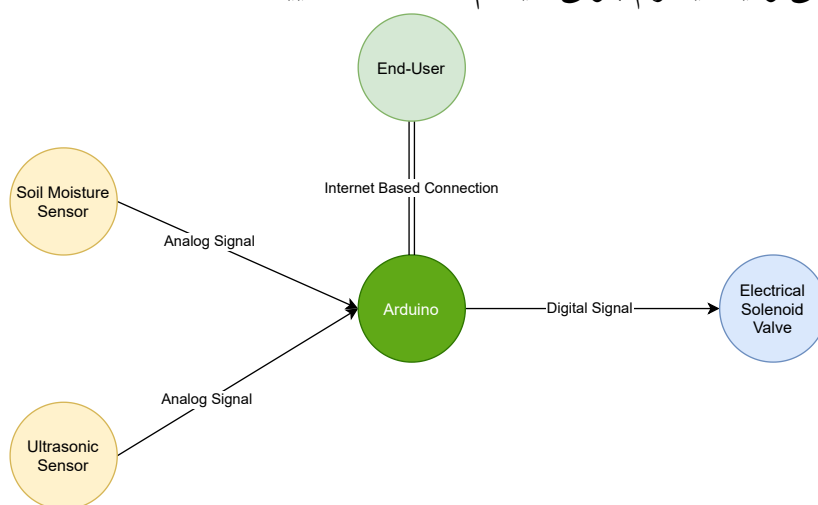 End-User
Internet Based Connection
Soil Moisture
Sensor
Analog Signal
Arduino
Digital Signal
Electrical
Solenoid
Valve
Analog Signal
Ultrasonic
Sensor